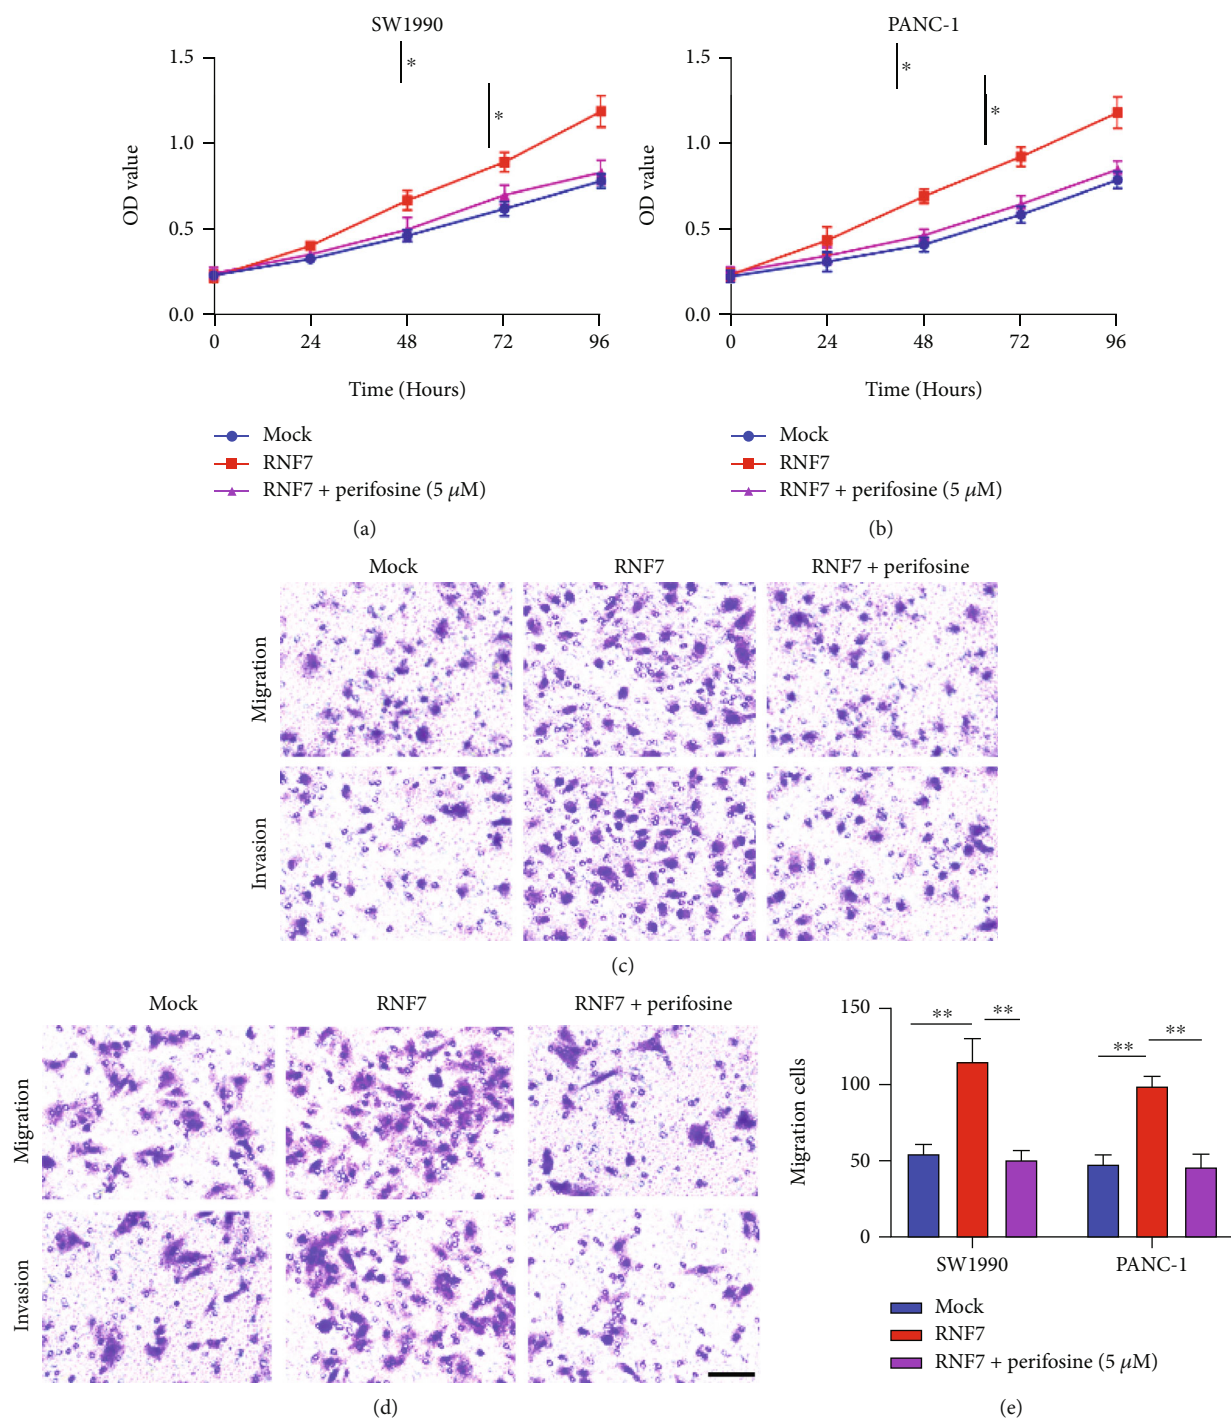 SW1990
1.5
1.0
0.5
0.0
OD value
*
*
0 24 48 72 96
Time (Hours)
Mock
RNF7
RNF7 + perifosine (5 μM)
(a)
PANC-1
1.5
1.0
0.5
0.0
OD value
*
*
0 24 48 72 96
Time (Hours)
Mock
RNF7
RNF7 + perifosine (5 μM)
(b)
Mock RNF7 RNF7 + perifosine
Migration
Invasion
(c)
Mock RNF7 RNF7 + perifosine
Migration
Invasion
(d)
150
100
50
0
Migration cells
** **
** **
SW1990 PANC-1
Mock
RNF7
RNF7 + perifosine (5 μM)
(e)